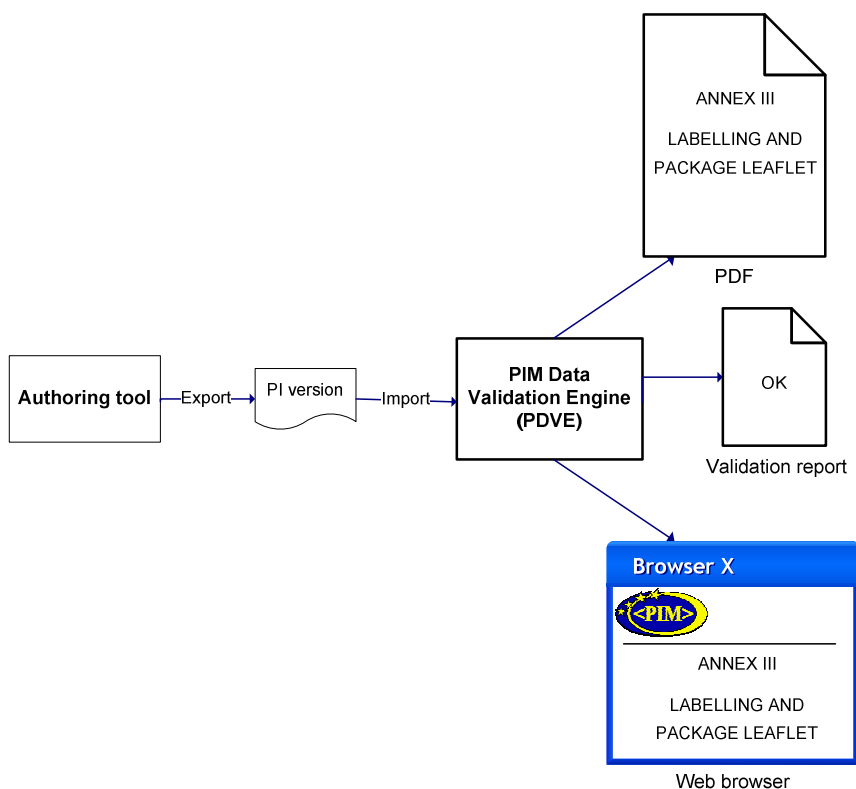 ANNEX III
LABELLING AND
PACKAGE LEAFLET
PDF
Authoring tool
Export
PI version
Import
PIM Data
Validation Engine
(PDVE)
OK
Validation report
Browser X
<PIM>
ANNEX III
LABELLING AND
PACKAGE LEAFLET
Web browser